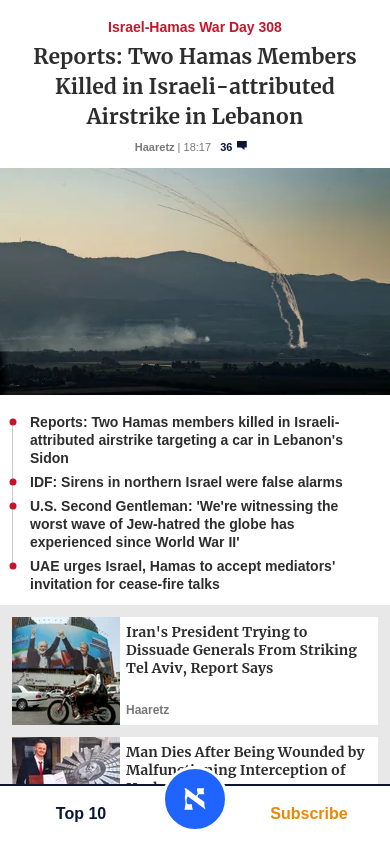 Israel-Hamas War Day 308
Reports: Two Hamas Members
Killed in Israeli-attributed
Airstrike in Lebanon
Haaretz | 18:17 36
Reports: Two Hamas members killed in Israeli-
attributed airstrike targeting a car in Lebanon's
Sidon
IDF: Sirens in northern Israel were false alarms
U.S. Second Gentleman: 'We're witnessing the
worst wave of Jew-hatred the globe has
experienced since World War II'
UAE urges Israel, Hamas to accept mediators'
invitation for cease-fire talks
Iran's President Trying to
Dissuade Generals From Striking
Tel Aviv, Report Says
Haaretz
Man Dies After Being Wounded by
Malfunctioning Interception of
Top 10
Subscribe